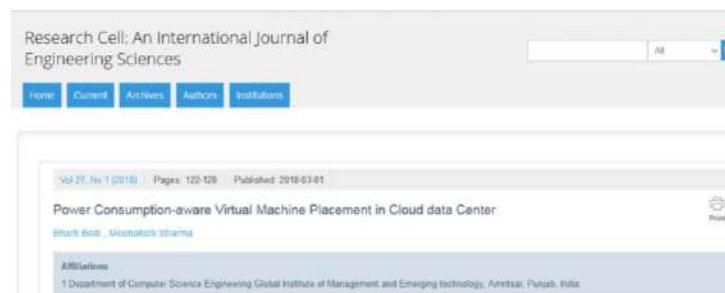 Research Cell: An International Journal of
Engineering Sciences
All
Home Current Archives Authors Institutions
Vol 27, No 1 (2018) Pages: 122-128 Published: 2018-03-01
Power Consumption-aware Virtual Machine Placement in Cloud data Center
Print
Bharti Bedi , Meenakshi Sharma
Affiliations
1 Department of Computer Science Engineering Global Institute of Management and Emerging technology, Amritsar, Punjab, India